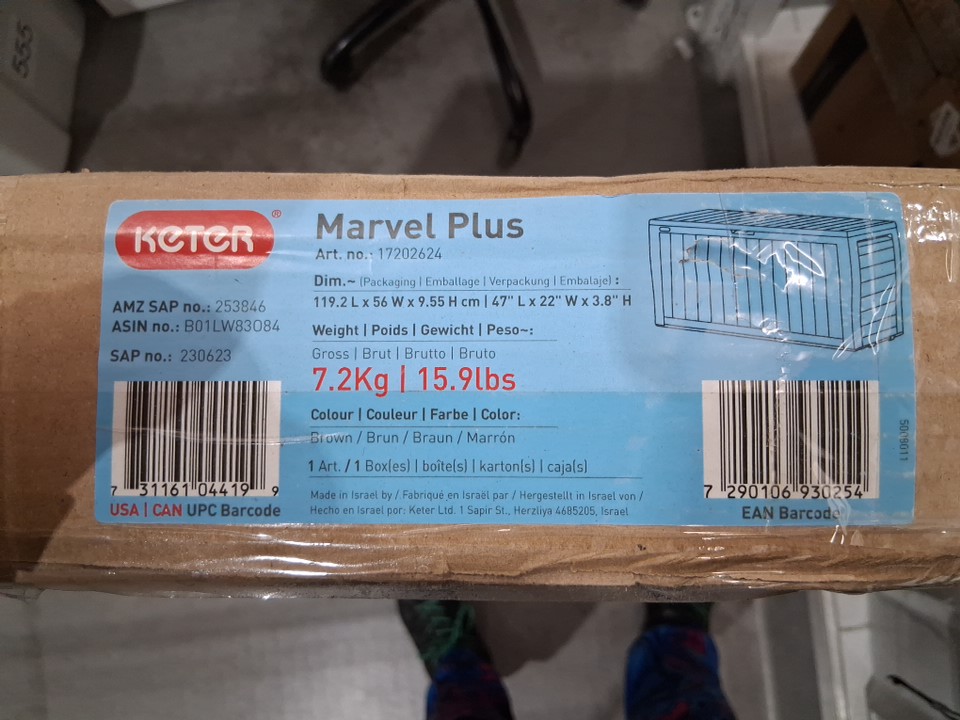 555
KETER®
Marvel Plus
Art. no.: 17202624
Dim.~ (Packaging | Emballage | Verpackung | Embalaje) :
119.2 L x 56 W x 9.55 H cm | 47" L x 22" W x 3.8" H
AMZ SAP no.: 253846
ASIN no.: B01LW83O84
SAP no.: 230623
Weight | Poids | Gewicht | Peso~:
Gross | Brut | Brutto | Bruto
7.2Kg | 15.9lbs
Colour | Couleur | Farbe | Color:
Brown / Brun / Braun / Marrón
1 Art. / 1 Box(es) | boîte(s) | karton(s) | caja(s)
Made in Israel by / Fabriqué en Israël par / Hergestellt in Israel von /
Hecho en Israel por: Keter Ltd. 1 Sapir St., Herzliya 4685205, Israel
7 31161 04419 9
USA | CAN UPC Barcode
7 290106 930254
EAN Barcode